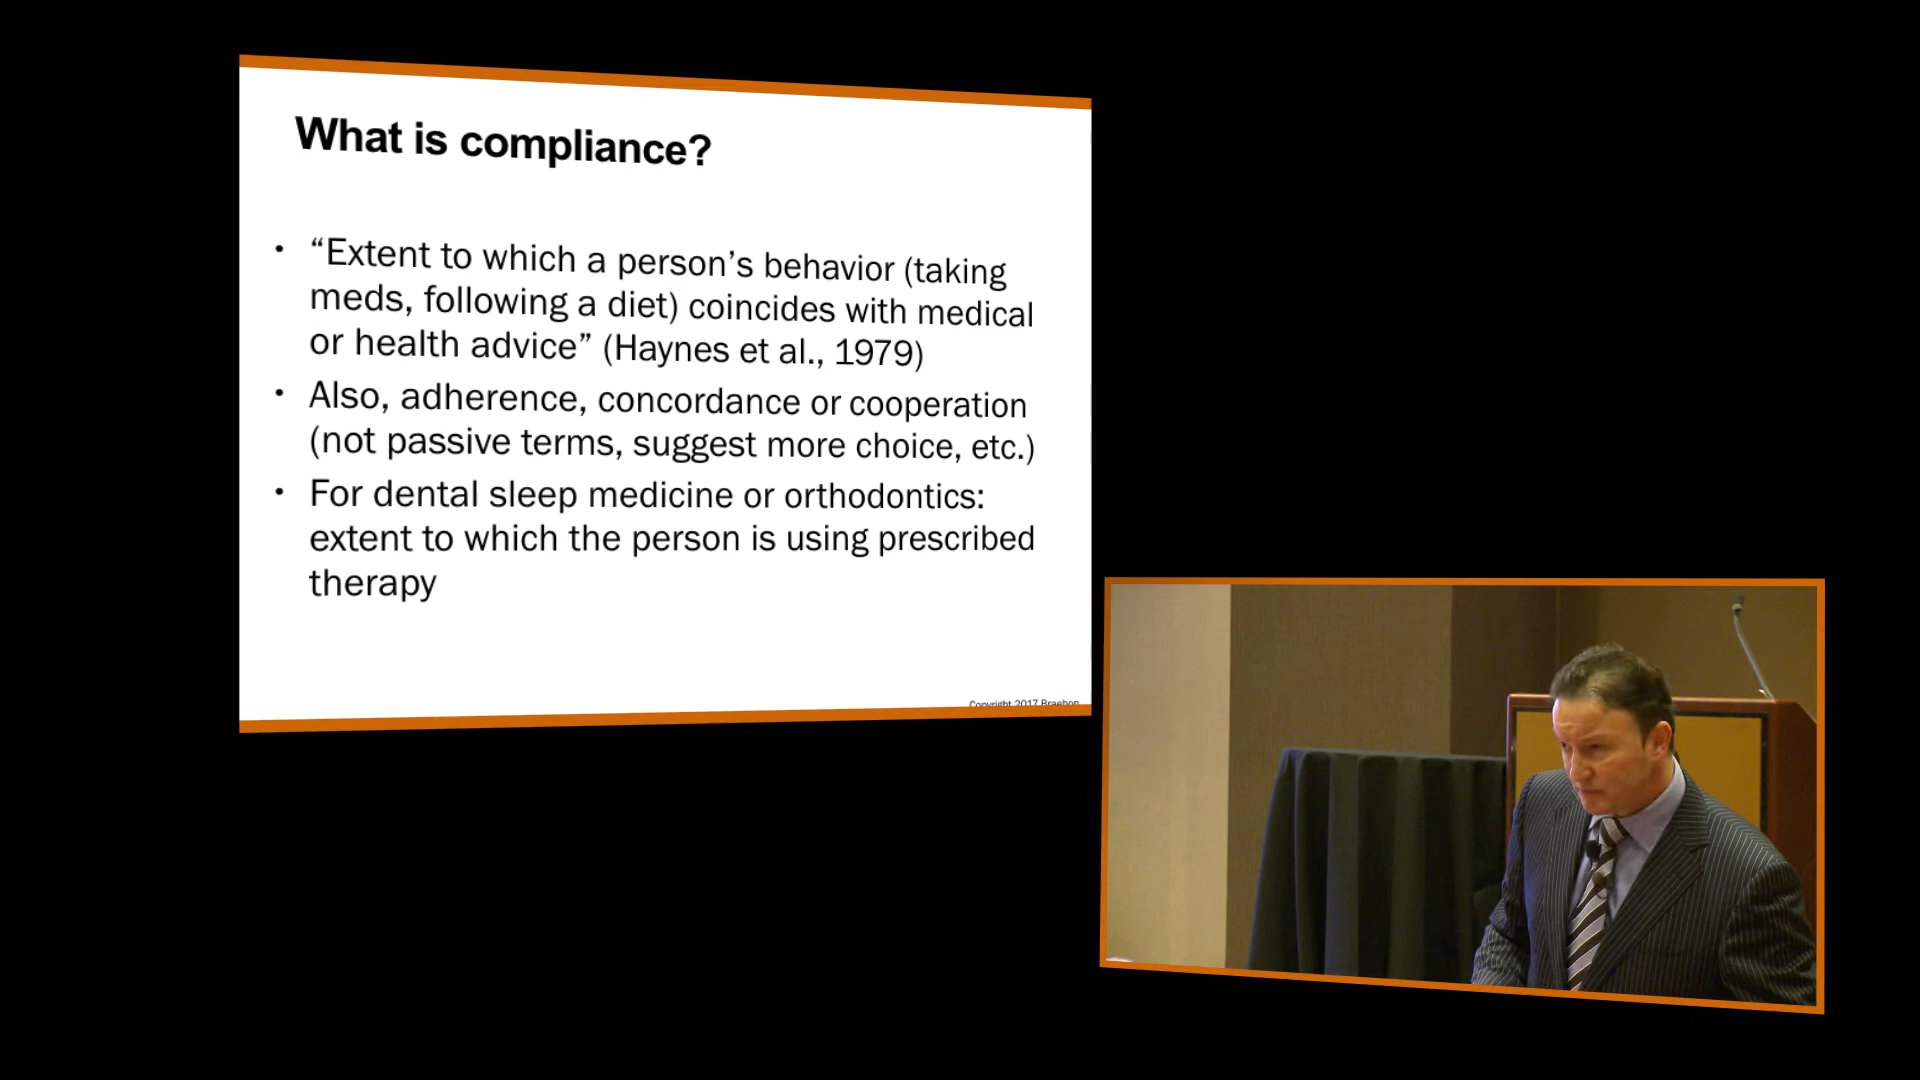 What is compliance?
• “Extent to which a person’s behavior (taking
meds, following a diet) coincides with medical
or health advice” (Haynes et al., 1979)
• Also, adherence, concordance or cooperation
(not passive terms, suggest more choice, etc.)
• For dental sleep medicine or orthodontics:
extent to which the person is using prescribed
therapy
Copyright 2017 Braebon